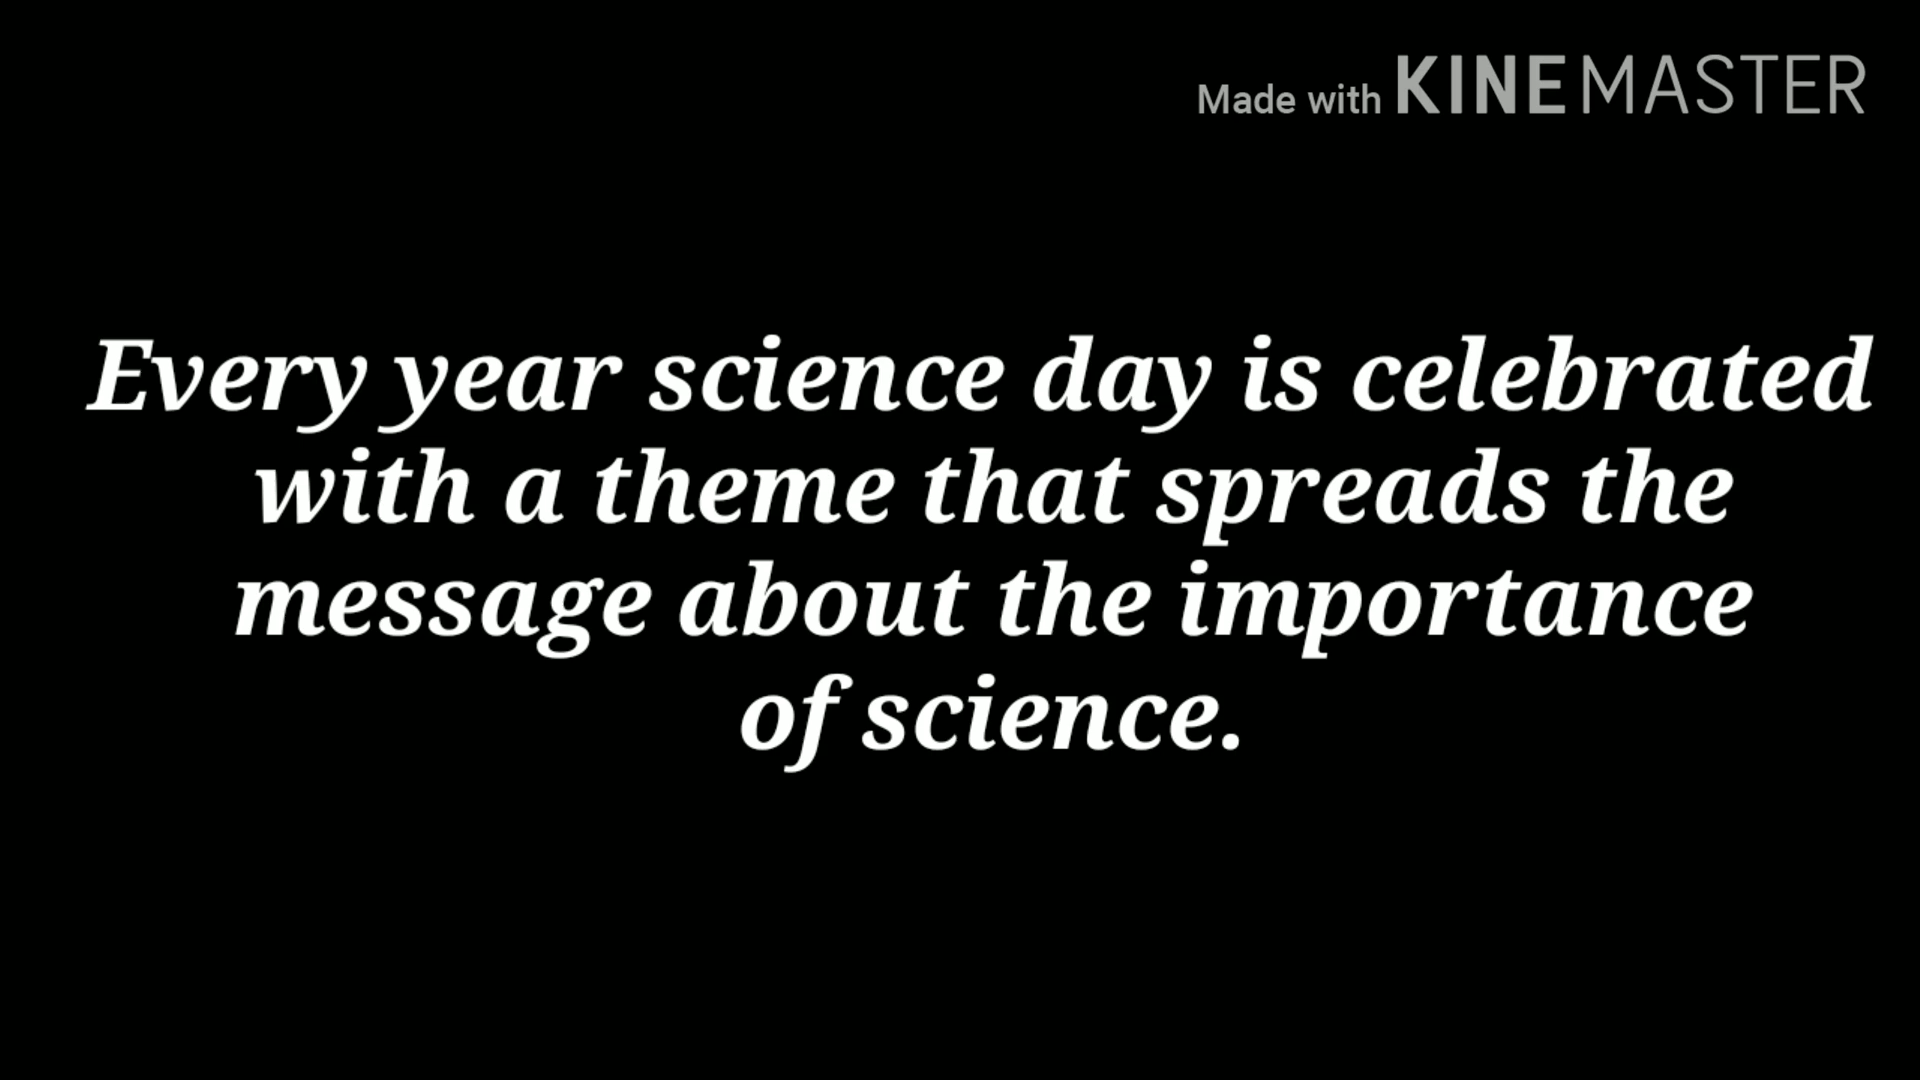 Made with KINEMASTER
Every year science day is celebrated
with a theme that spreads the
message about the importance
of science.